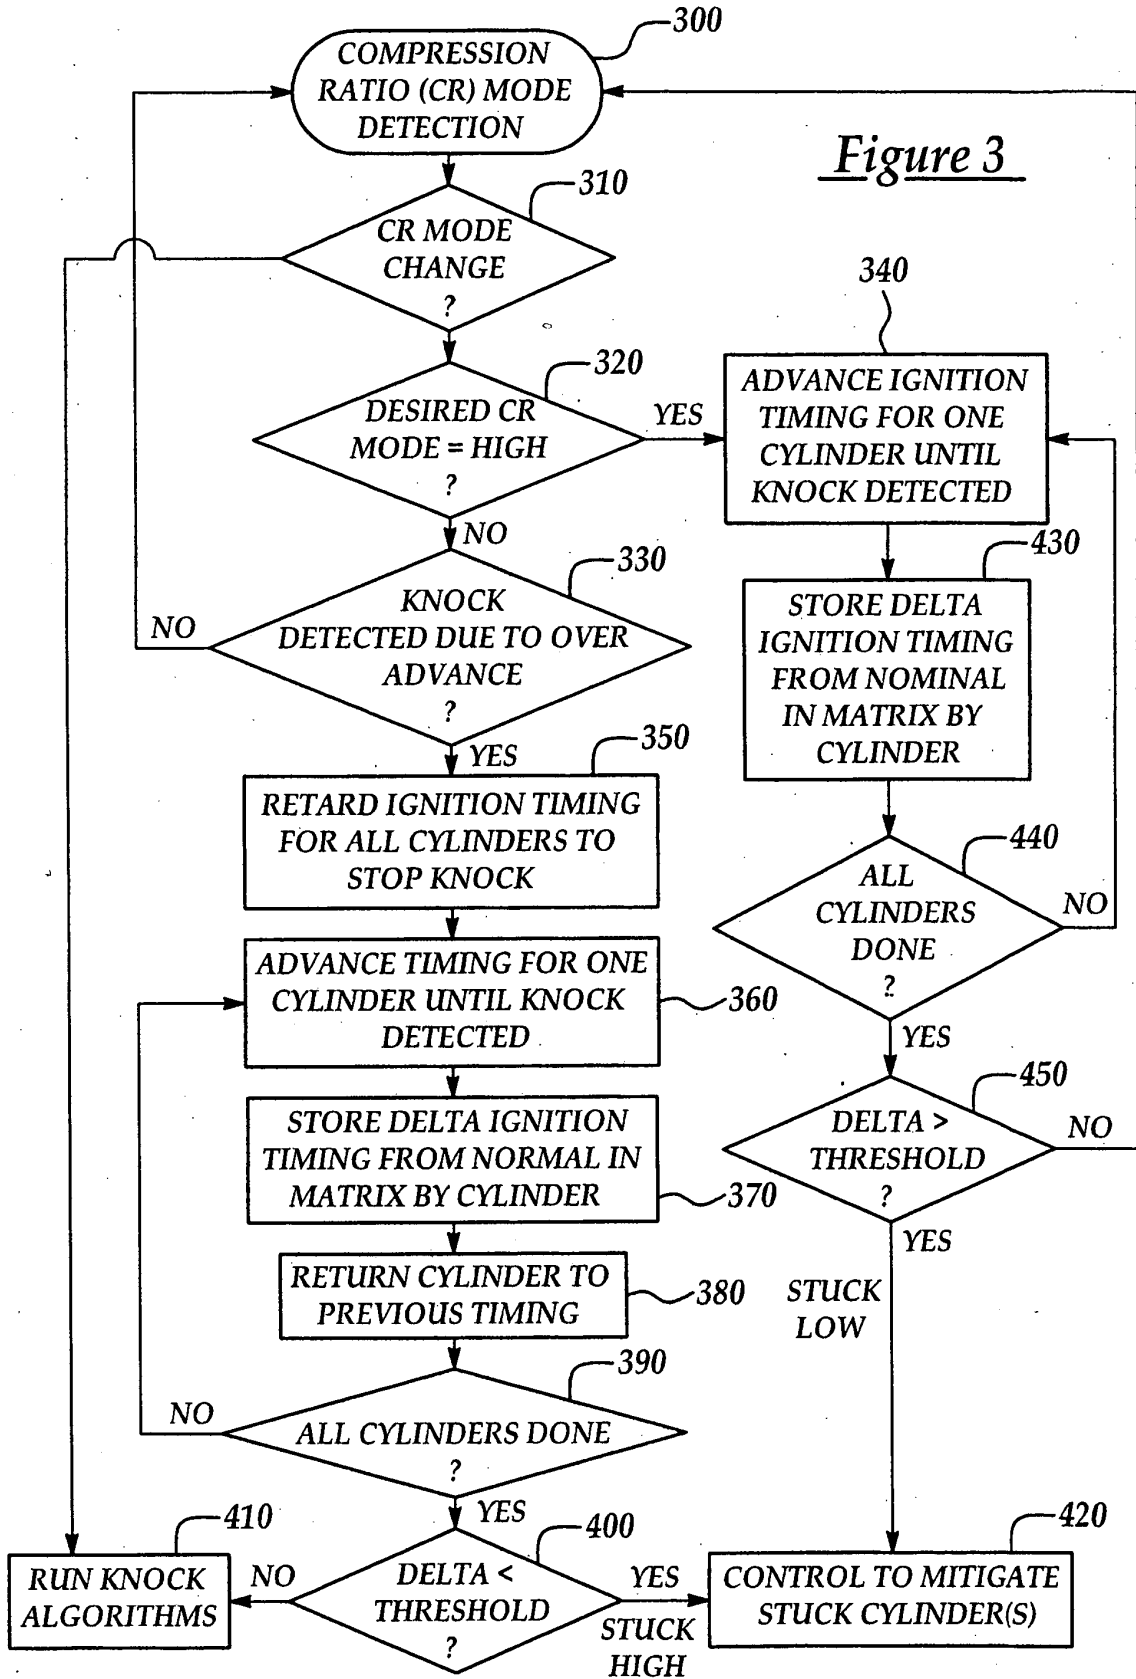 300
COMPRESSION
RATIO (CR) MODE
DETECTION
Figure 3
310
CR MODE
CHANGE
?
340
320
DESIRED CR
MODE = HIGH
?
YES
ADVANCE IGNITION
TIMING FOR ONE
CYLINDER UNTIL
KNOCK DETECTED
NO
330
KNOCK
DETECTED DUE TO OVER
ADVANCE
?
NO
430
STORE DELTA
IGNITION TIMING
FROM NOMINAL
IN MATRIX BY
CYLINDER
YES
350
RETARD IGNITION TIMING
FOR ALL CYLINDERS TO
STOP KNOCK
440
ALL
CYLINDERS
DONE
?
NO
ADVANCE TIMING FOR ONE
CYLINDER UNTIL KNOCK
DETECTED
360
YES
450
DELTA >
THRESHOLD
?
NO
STORE DELTA IGNITION
TIMING FROM NORMAL IN
MATRIX BY CYLINDER
370
YES
RETURN CYLINDER TO
PREVIOUS TIMING
380
STUCK
LOW
390
ALL CYLINDERS DONE
?
NO
YES
410
RUN KNOCK
ALGORITHMS
NO
400
DELTA <
THRESHOLD
?
YES
STUCK
HIGH
420
CONTROL TO MITIGATE
STUCK CYLINDER(S)